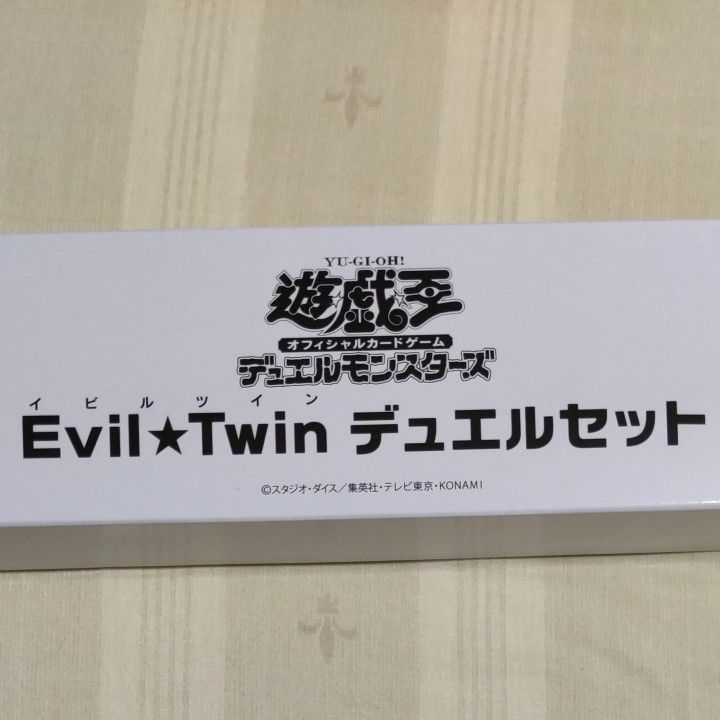 YU-GI-OH!
遊戯王
オフィシャルカードゲーム
デュエルモンスターズ
イビルツイン
Evil★Twin デュエルセット
©スタジオ・ダイス／集英社・テレビ東京・KONAMI